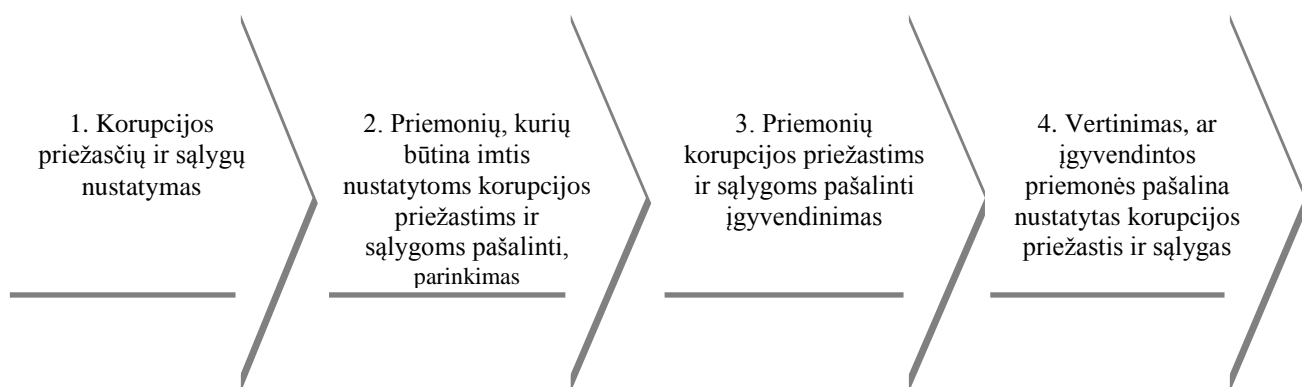 1. Korupcijos
priežasčių ir sąlygų
nustatymas
2. Priemonių, kurių
būtina imtis
nustatytoms korupcijos
priežastims ir
sąlygoms pašalinti,
parinkimas
3. Priemonių
korupcijos priežastims
ir sąlygoms pašalinti
įgyvendinimas
4. Vertinimas, ar
įgyvendintos
priemonės pašalina
nustatytas korupcijos
priežastis ir sąlygas